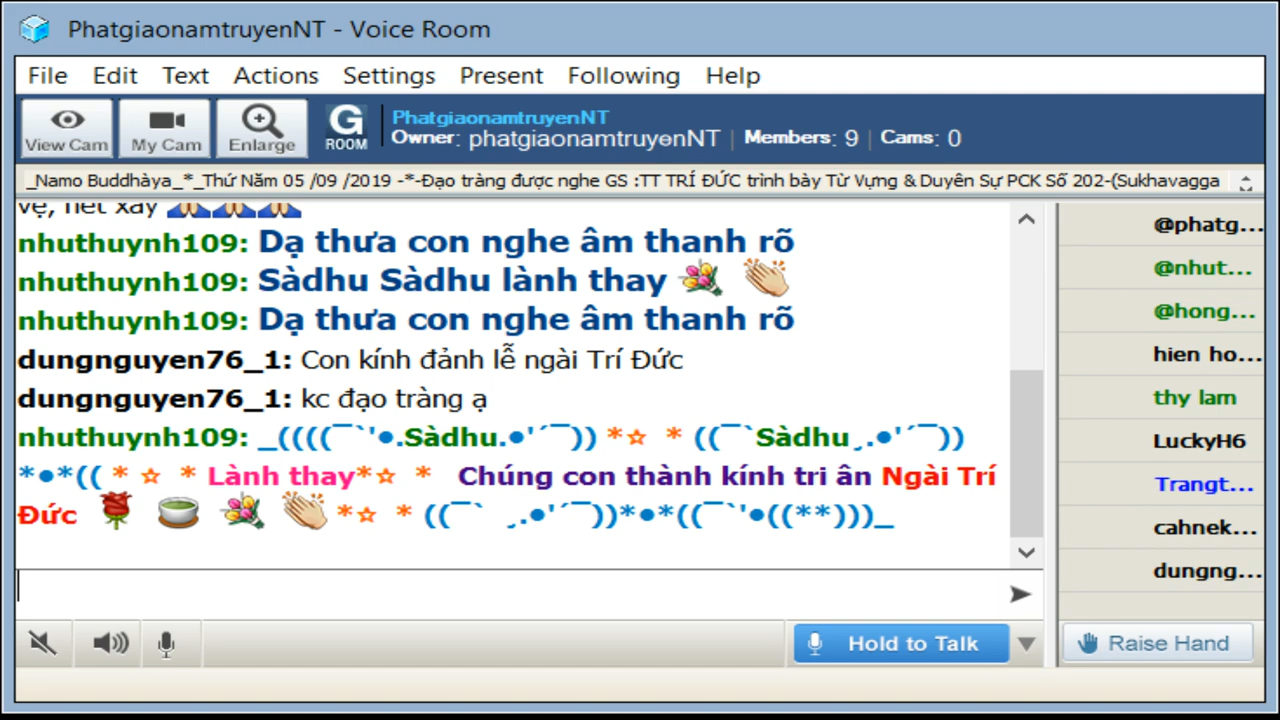 PhatgiaonamtruyenNT - Voice Room
File Edit Text Actions Settings Present Following Help
View Cam My Cam Enlarge G ROOM
PhatgiaonamtruyenNT
Owner: phatgiaonamtruyenNT | Members: 9 | Cams: 0
_Namo Buddhàya_*_Thứ Năm 05 /09 /2019 -*-Đạo tràng được nghe GS :TT TRÍ ĐỨC trình bày Từ Vựng & Duyên Sự PCK Số 202-(Sukhavagga
vệ, hết xảy
nhuthuynh109: Dạ thưa con nghe âm thanh rõ
nhuthuynh109: Sàdhu Sàdhu lành thay
nhuthuynh109: Dạ thưa con nghe âm thanh rõ
dungnguyen76_1: Con kính đảnh lễ ngài Trí Đức
dungnguyen76_1: kc đạo tràng ạ
nhuthuynh109: _((((¯`'●.Sàdhu.●'´¯)) *☆ * ((¯`Sàdhu¸.●'´¯))
*●*(( * ☆ * Lành thay*☆ * Chúng con thành kính tri ân Ngài Trí
Đức 🌹 🍵 💐 👏 *☆ * ((¯` ¸.●'´¯))*●*((¯`'●((**)))_
@phatg...
@nhut...
@hong...
hien ho...
thy lam
LuckyH6
Trangt...
cahnek...
dungng...
Hold to Talk
Raise Hand